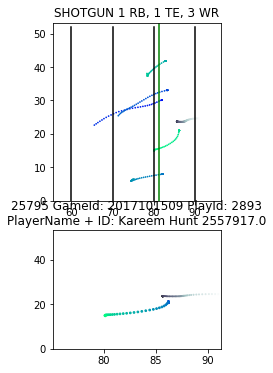 SHOTGUN 1 RB, 1 TE, 3 WR
50
40
30
20
10
0
60 70 80 90
25795 GameId: 2017101509 PlayId: 2893
PlayerName + ID: Kareem Hunt 2557917.0
40
20
0
80 85 90